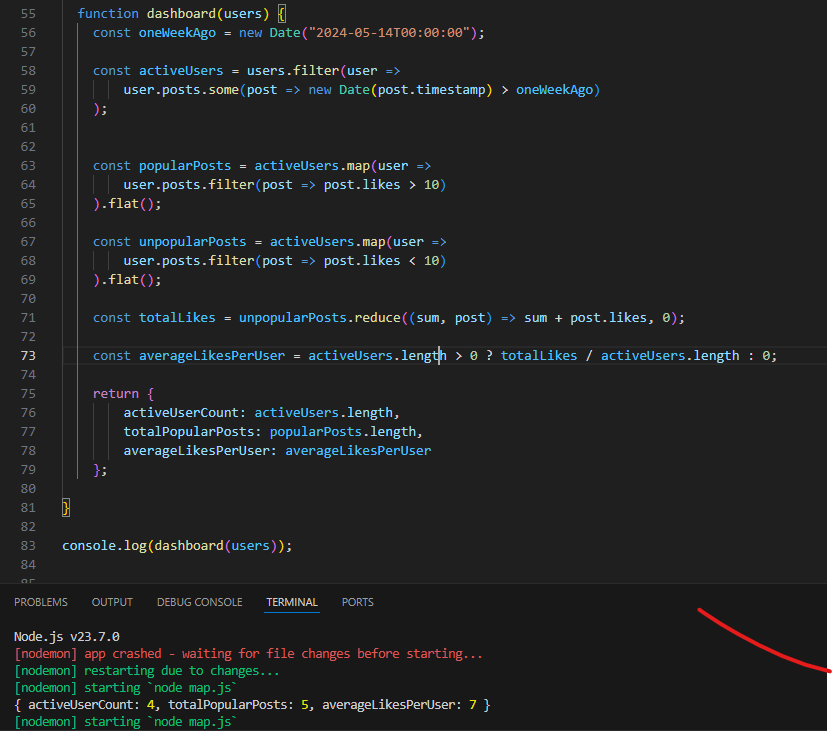 55 function dashboard(users) {
56 const oneWeekAgo = new Date("2024-05-14T00:00:00");
57
58 const activeUsers = users.filter(user =>
59 user.posts.some(post => new Date(post.timestamp) > oneWeekAgo)
60 );
61
62
63 const popularPosts = activeUsers.map(user =>
64 user.posts.filter(post => post.likes > 10)
65 ).flat();
66
67 const unpopularPosts = activeUsers.map(user =>
68 user.posts.filter(post => post.likes < 10)
69 ).flat();
70
71 const totalLikes = unpopularPosts.reduce((sum, post) => sum + post.likes, 0);
72
73 const averageLikesPerUser = activeUsers.length > 0 ? totalLikes / activeUsers.length : 0;
74
75 return {
76 activeUserCount: activeUsers.length,
77 totalPopularPosts: popularPosts.length,
78 averageLikesPerUser: averageLikesPerUser
79 };
80
81 }
82
83 console.log(dashboard(users));
84
85
PROBLEMS OUTPUT DEBUG CONSOLE TERMINAL PORTS
Node.js v23.7.0
[nodemon] app crashed - waiting for file changes before starting...
[nodemon] restarting due to changes...
[nodemon] starting `node map.js`
{ activeUserCount: 4, totalPopularPosts: 5, averageLikesPerUser: 7 }
[nodemon] starting `node map.js`